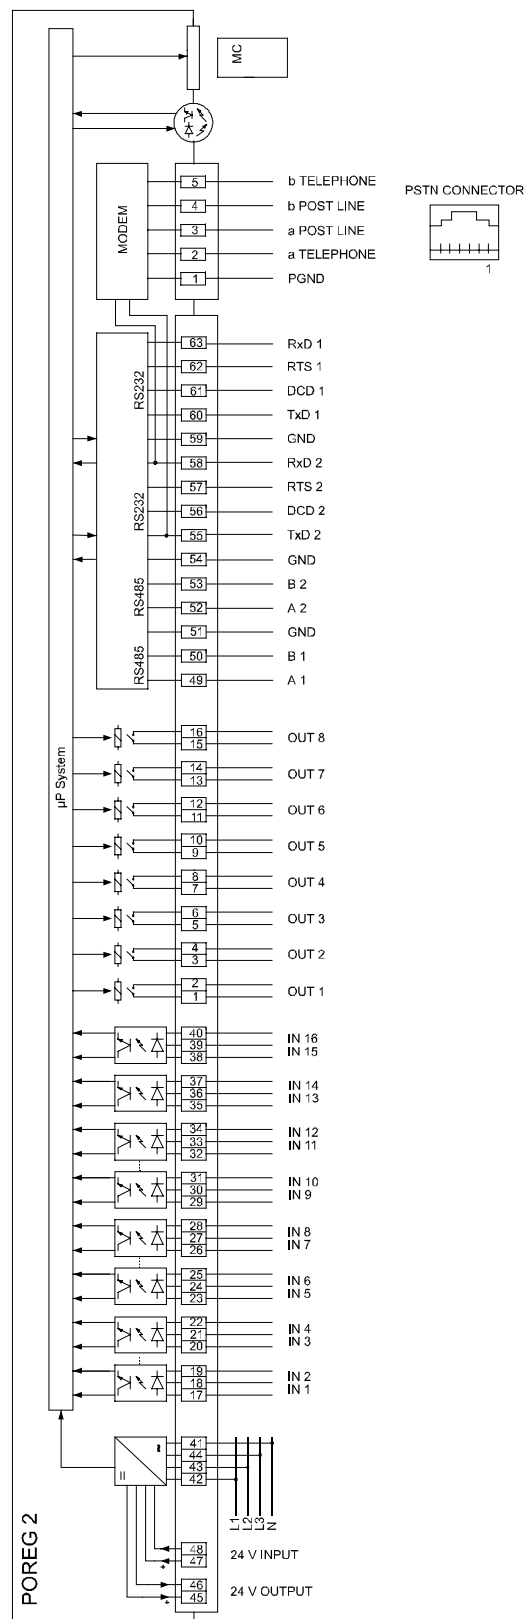 MC
MODEM
5 b TELEPHONE
4 b POST LINE
3 a POST LINE
2 a TELEPHONE
1 PGND
PSTN CONNECTOR
1
63 RxD 1
62 RTS 1
61 DCD 1
60 TxD 1
59 GND
58 RxD 2
57 RTS 2
56 DCD 2
55 TxD 2
54 GND
53 B 2
52 A 2
51 GND
50 B 1
49 A 1
RS232
RS232
RS485
RS485
µP System
16
15
OUT 8
14
13
OUT 7
12
11
OUT 6
10
9
OUT 5
8
7
OUT 4
6
5
OUT 3
4
3
OUT 2
2
1
OUT 1
40
39
38
IN 16
IN 15
37
36
35
IN 14
IN 13
34
33
32
IN 12
IN 11
31
30
29
IN 10
IN 9
28
27
26
IN 8
IN 7
25
24
23
IN 6
IN 5
22
21
20
IN 4
IN 3
19
18
17
IN 2
IN 1
~
=
41
44
43
42
L1
L2
L3
N
48
47
+
24 V INPUT
46
45
+
24 V OUTPUT
POREG 2